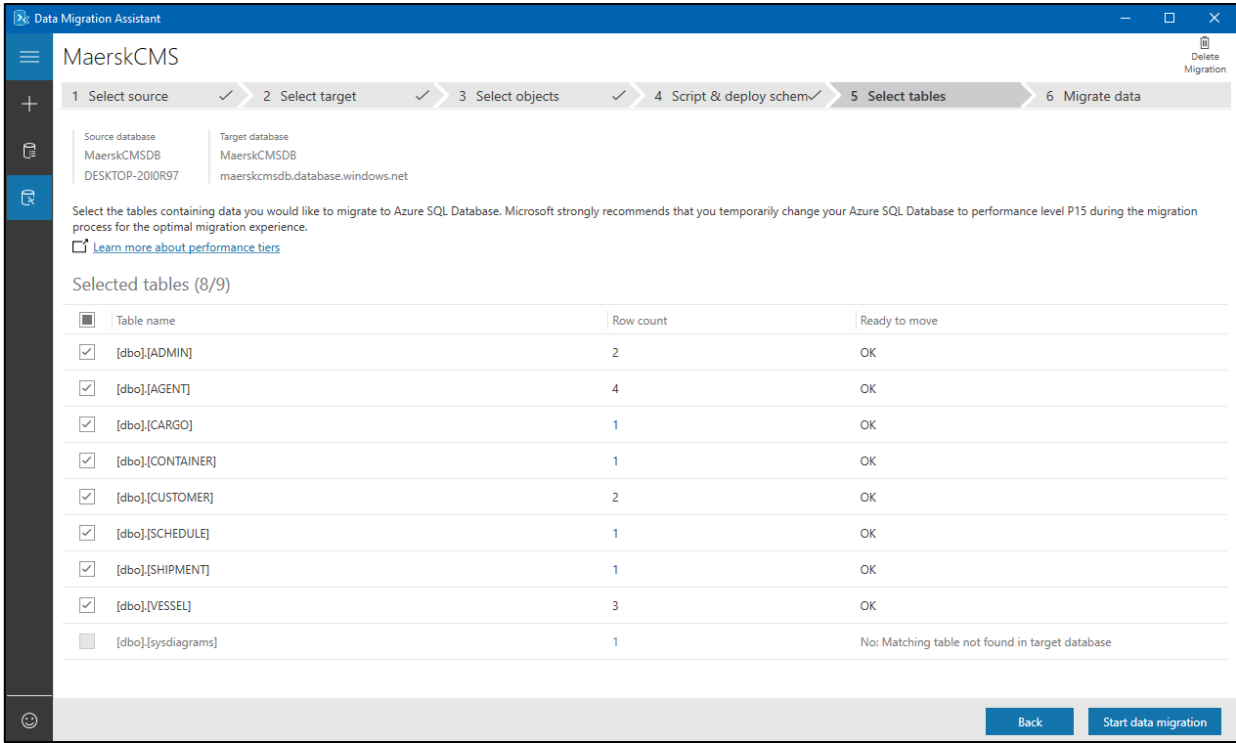 Data Migration Assistant
MaerskCMS
Delete
Migration
1 Select source 2 Select target 3 Select objects 4 Script & deploy schem 5 Select tables 6 Migrate data
Source database Target database
MaerskCMSDB MaerskCMSDB
DESKTOP-20I0R97 maerskcmsdb.database.windows.net
Select the tables containing data you would like to migrate to Azure SQL Database. Microsoft strongly recommends that you temporarily change your Azure SQL Database to performance level P15 during the migration
process for the optimal migration experience.
Learn more about performance tiers
Selected tables (8/9)
Table name Row count Ready to move
[dbo].[ADMIN] 2 OK
[dbo].[AGENT] 4 OK
[dbo].[CARGO] 1 OK
[dbo].[CONTAINER] 1 OK
[dbo].[CUSTOMER] 2 OK
[dbo].[SCHEDULE] 1 OK
[dbo].[SHIPMENT] 1 OK
[dbo].[VESSEL] 3 OK
[dbo].[sysdiagrams] 1 No: Matching table not found in target database
Back Start data migration